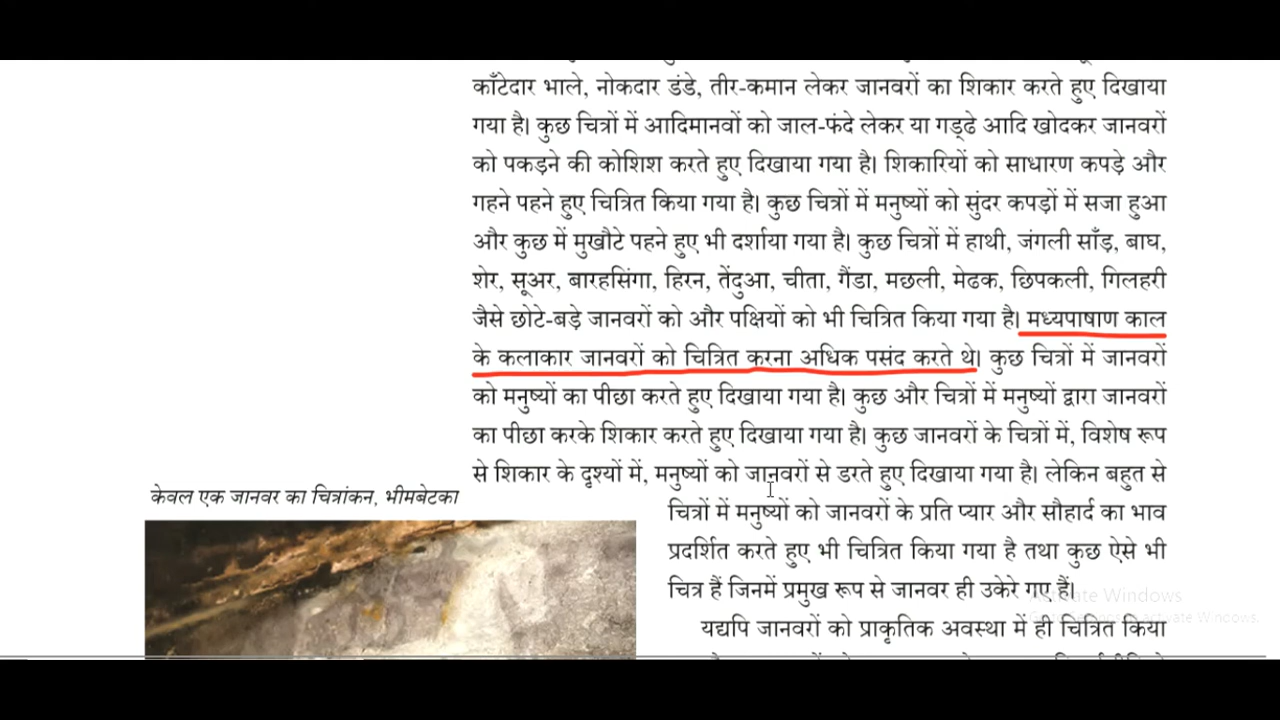 काँटेदार भाले, नोकदार डंडे, तीर-कमान लेकर जानवरों का शिकार करते हुए दिखाया
गया है। कुछ चित्रों में आदिमानवों को जाल-फंदे लेकर या गड्ढे आदि खोदकर जानवरों
को पकड़ने की कोशिश करते हुए दिखाया गया है। शिकारियों को साधारण कपड़े और
गहने पहने हुए चित्रित किया गया है। कुछ चित्रों में मनुष्यों को सुंदर कपड़ों में सजा हुआ
और कुछ में मुखौटे पहने हुए भी दर्शाया गया है। कुछ चित्रों में हाथी, जंगली साँड़, बाघ,
शेर, सूअर, बारहसिंगा, हिरन, तेंदुआ, चीता, गैंडा, मछली, मेढक, छिपकली, गिलहरी
जैसे छोटे-बड़े जानवरों को और पक्षियों को भी चित्रित किया गया है। मध्यपाषाण काल
के कलाकार जानवरों को चित्रित करना अधिक पसंद करते थे। कुछ चित्रों में जानवरों
को मनुष्यों का पीछा करते हुए दिखाया गया है। कुछ और चित्रों में मनुष्यों द्वारा जानवरों
का पीछा करके शिकार करते हुए दिखाया गया है। कुछ जानवरों के चित्रों में, विशेष रूप
से शिकार के दृश्यों में, मनुष्यों को जानवरों से डरते हुए दिखाया गया है। लेकिन बहुत से
केवल एक जानवर का चित्रांकन, भीमबेटका
चित्रों में मनुष्यों को जानवरों के प्रति प्यार और सौहार्द का भाव
प्रदर्शित करते हुए भी चित्रित किया गया है तथा कुछ ऐसे भी
चित्र हैं जिनमें प्रमुख रूप से जानवर ही उकेरे गए हैं।
Activate Windows
यद्यपि जानवरों को प्राकृतिक अवस्था में ही चित्रित किया